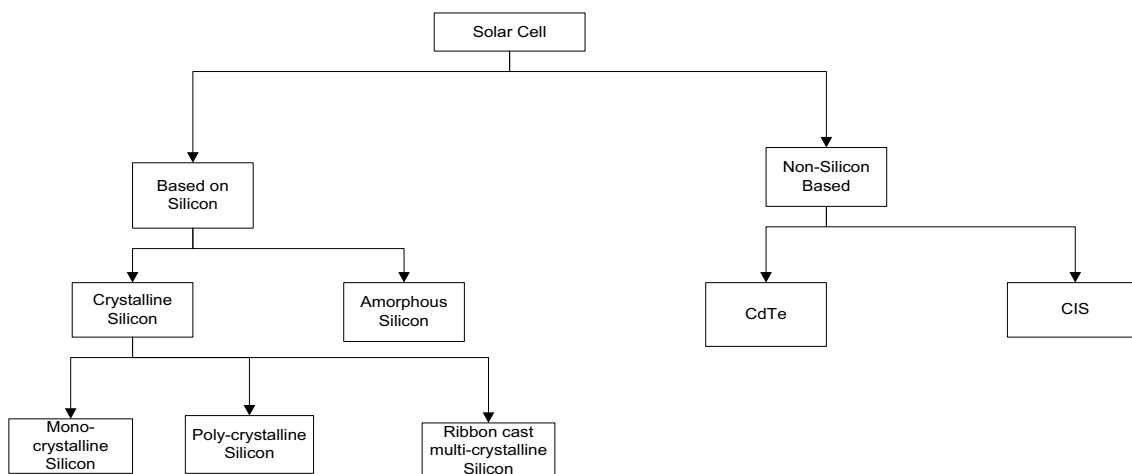 Solar Cell
Based on
Silicon
Non-Silicon
Based
Crystalline
Silicon
Amorphous
Silicon
CdTe
CIS
Mono-
crystalline
Silicon
Poly-crystalline
Silicon
Ribbon cast
multi-crystalline
Silicon